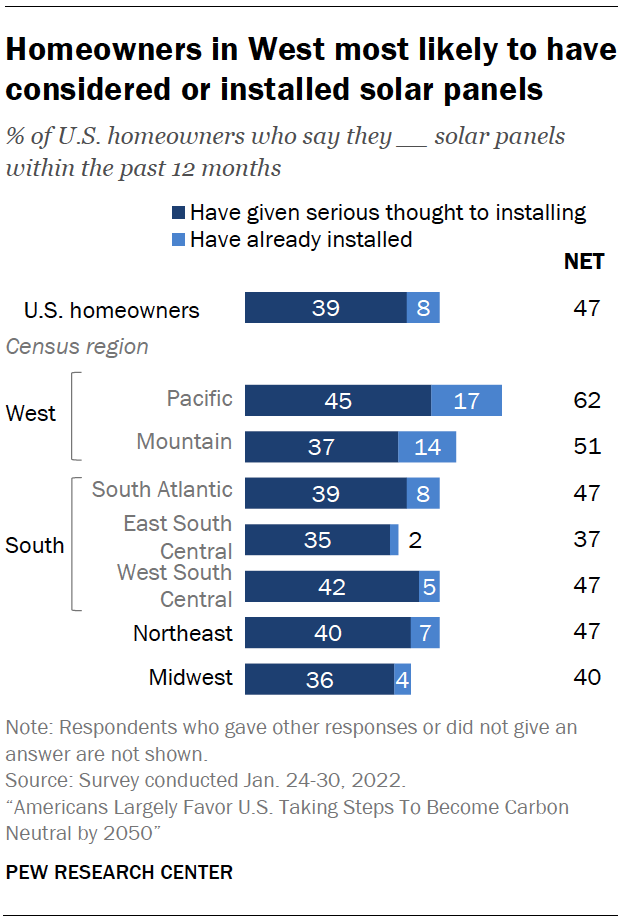 Homeowners in West most likely to have
considered or installed solar panels
% of U.S. homeowners who say they __ solar panels
within the past 12 months
Have given serious thought to installing
Have already installed
NET
U.S. homeowners 39 8 47
Census region
West
Pacific 45 17 62
Mountain 37 14 51
South
South Atlantic 39 8 47
East South
Central 35 2 37
West South
Central 42 5 47
Northeast 40 7 47
Midwest 36 4 40
Note: Respondents who gave other responses or did not give an
answer are not shown.
Source: Survey conducted Jan. 24-30, 2022.
“Americans Largely Favor U.S. Taking Steps To Become Carbon
Neutral by 2050”
PEW RESEARCH CENTER